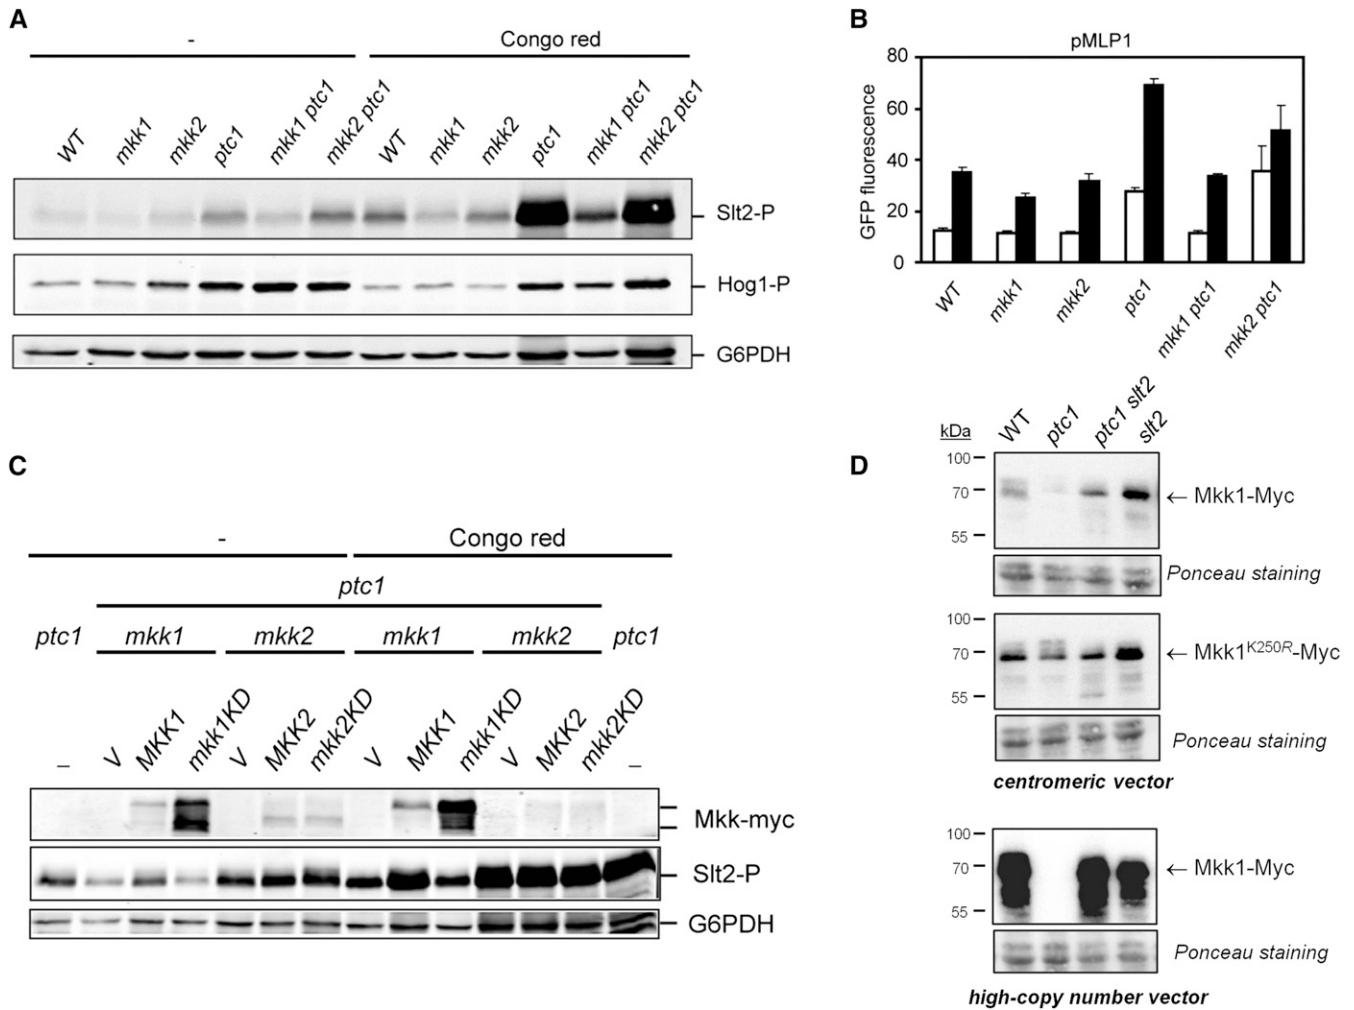 A
- Congo red
WT mkk1 mkk2 ptc1 mkk1 ptc1 mkk2 ptc1 WT mkk1 mkk2 ptc1 mkk1 ptc1 mkk2 ptc1
Slt2-P
Hog1-P
G6PDH
B
pMLP1
GFP fluorescence
80
60
40
20
0
WT mkk1 mkk2 ptc1 mkk1 ptc1 mkk2 ptc1
C
- Congo red
ptc1
ptc1 mkk1 mkk2 mkk1 mkk2 ptc1
– V MKK1 mkk1KD V MKK2 mkk2KD V MKK1 mkk1KD V MKK2 mkk2KD –
Mkk-myc
Slt2-P
G6PDH
D
kDa WT ptc1 ptc1 slt2 slt2
100
70 ← Mkk1-Myc
55
Ponceau staining
100
70 ← Mkk1K250R-Myc
55
Ponceau staining
centromeric vector
100
70 ← Mkk1-Myc
55
Ponceau staining
high-copy number vector